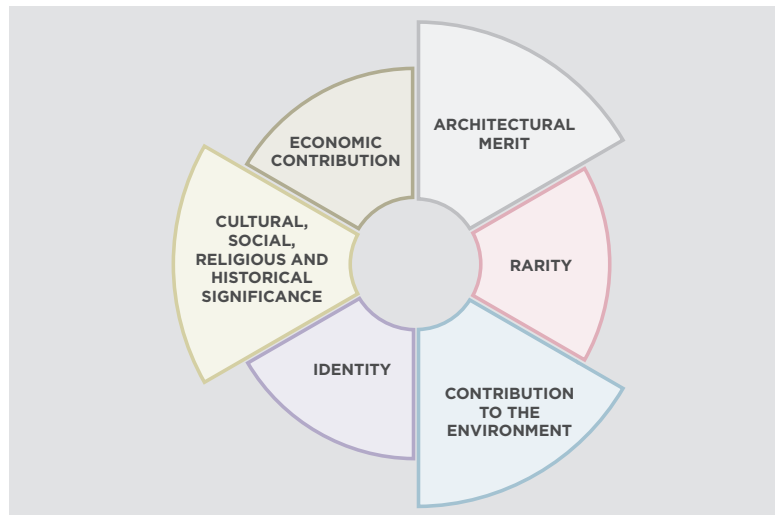 ARCHITECTURAL
MERIT
RARITY
CONTRIBUTION
TO THE
ENVIRONMENT
IDENTITY
CULTURAL,
SOCIAL,
RELIGIOUS AND
HISTORICAL
SIGNIFICANCE
ECONOMIC
CONTRIBUTION